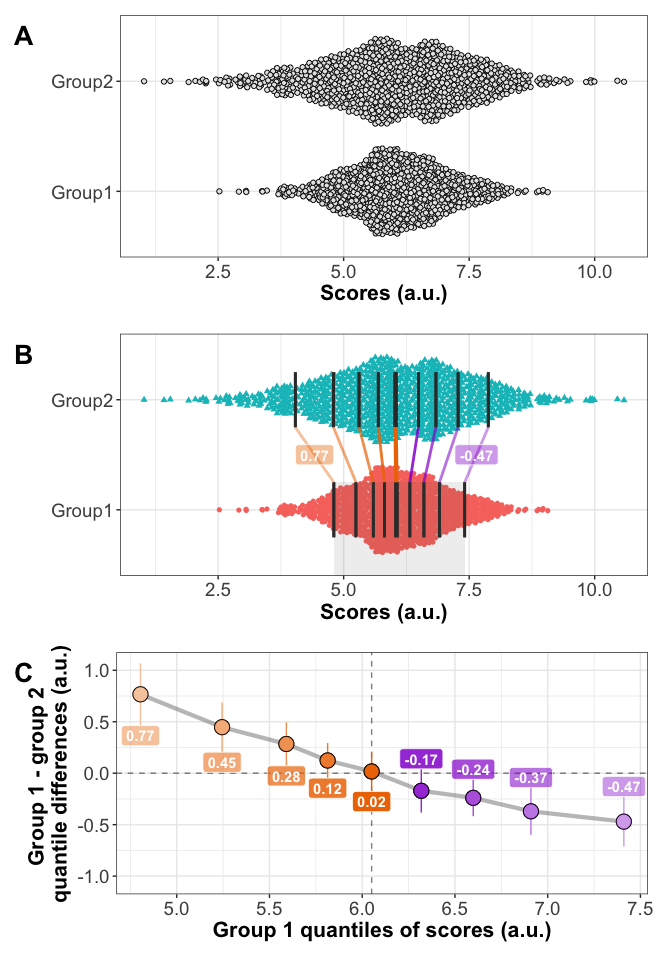 A
Group2
Group1
2.5 5.0 7.5 10.0
Scores (a.u.)
B
Group2
0.77 -0.47
Group1
2.5 5.0 7.5 10.0
Scores (a.u.)
C
Group 1 - group 2
quantile differences (a.u.)
1.0
0.5
0.0
-0.5
-1.0
0.77
0.45
0.28
0.12
0.02
-0.17
-0.24
-0.37
-0.47
5.0 5.5 6.0 6.5 7.0 7.5
Group 1 quantiles of scores (a.u.)